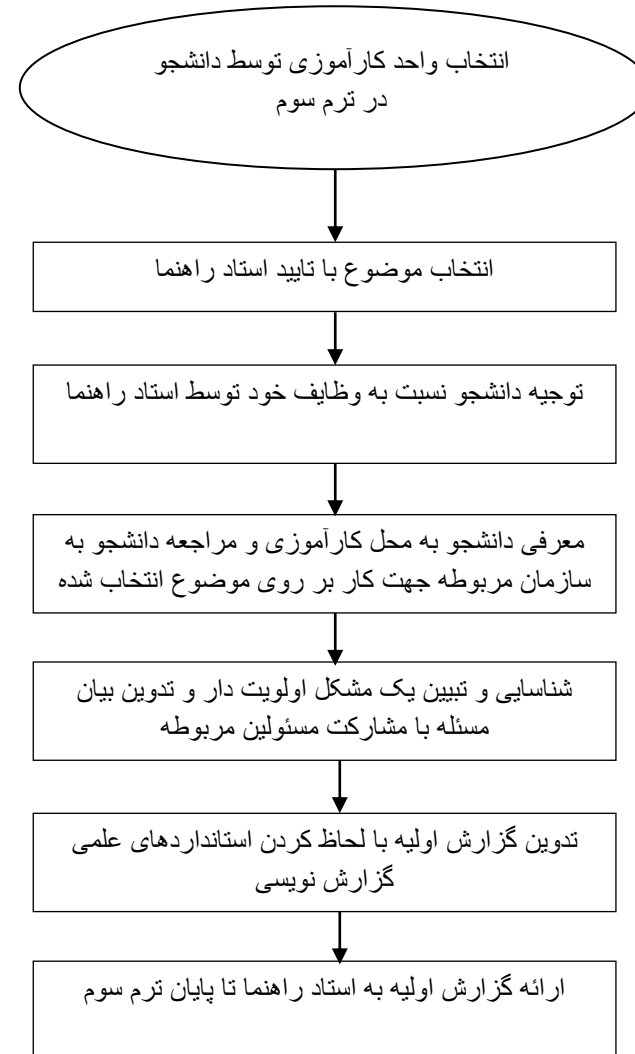 انتخاب واحد کارآموزی توسط دانشجو
در ترم سوم
انتخاب موضوع با تایید استاد راهنما
توجیه دانشجو نسبت به وظایف خود توسط استاد راهنما
معرفی دانشجو به محل کارآموزی و مراجعه دانشجو به
سازمان مربوطه جهت کار بر روی موضوع انتخاب شده
شناسایی و تبیین یک مشکل اولویت دار و تدوین بیان
مسئله با مشارکت مسئولین مربوطه
تدوین گزارش اولیه با لحاظ کردن استانداردهای علمی
گزارش نویسی
ارائه گزارش اولیه به استاد راهنما تا پایان ترم سوم